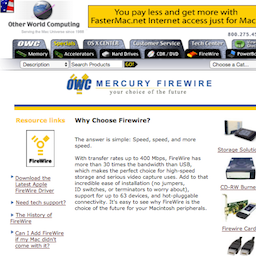 You pay less and get more with
FasterMac.net Internet access just for Mac
Other World Computing
Serving the Mac Universe since 1988
800.275.4
OWC
Specials
OS X CENTER
Customer Service
Tech Center
Memory
Accelerators
Hard Drives
CD / DVD
FireWire
PowerBook
Description
Search Products
GO!
Choose a Cat...
OWC MERCURY FIREWIRE
your choice of the future
Resource links
Why Choose Firewire?
FireWire
The answer is simple: Speed, speed, and more
speed.
With transfer rates up to 400 Mbps, FireWire has
more than 30 times the bandwidth than USB,
which makes the perfect choice for high-speed
storage and serious video capture uses. Add to that
incredible ease of installation (no jumpers,
ID switches, or terminators to worry about),
support for up to 63 devices, and hot-pluggable
connectivity. It's easy to see why FireWire is the
choice of the future for your Macintosh peripherals.
Download the
Latest Apple
FireWire Driver
Need tech support?
The History of
FireWire
Can I Add FireWire
if my Mac didn't
come with it?
Storage Solution
CD-RW Burner
Firewire Card